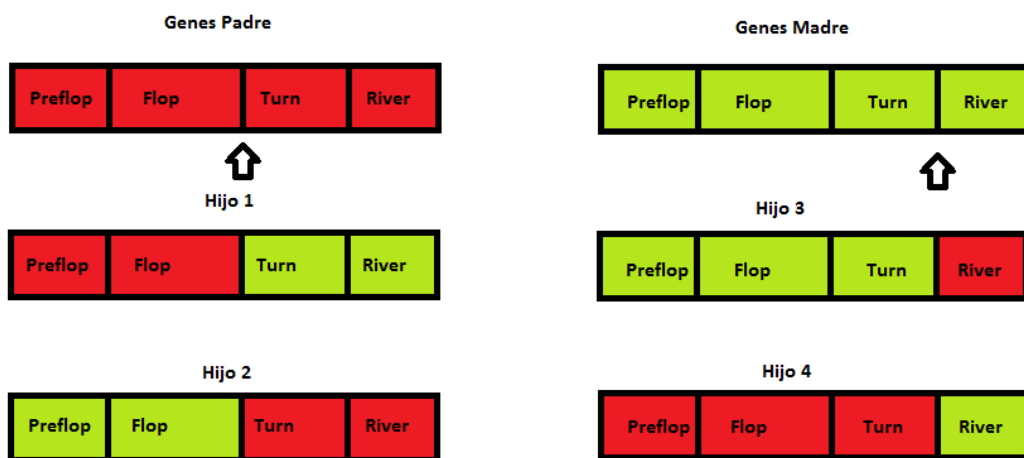 Genes Padre
Preflop Flop Turn River
Hijo 1
Preflop Flop Turn River
Hijo 2
Preflop Flop Turn River
Genes Madre
Preflop Flop Turn River
Hijo 3
Preflop Flop Turn River
Hijo 4
Preflop Flop Turn River